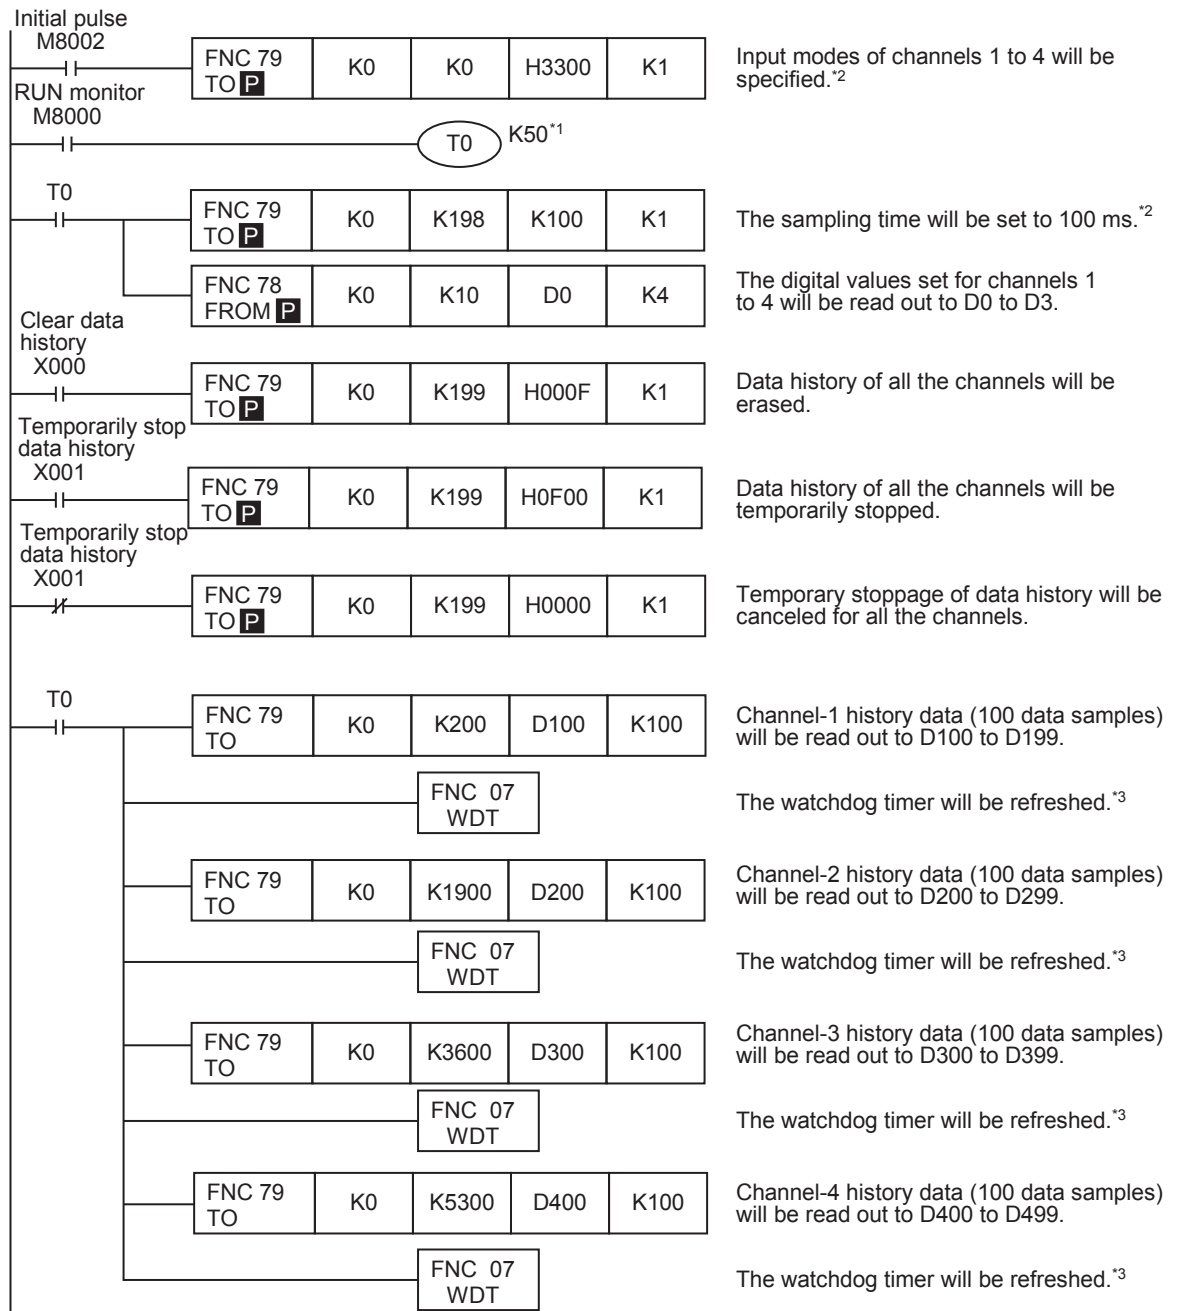 Initial pulse
M8002
FNC 79 TO P K0 K0 H3300 K1
Input modes of channels 1 to 4 will be
specified.*2
RUN monitor
M8000
T0 K50*1
T0
FNC 79 TO P K0 K198 K100 K1
The sampling time will be set to 100 ms.*2
FNC 78 FROM P K0 K10 D0 K4
The digital values set for channels 1
to 4 will be read out to D0 to D3.
Clear data
history
X000
FNC 79 TO P K0 K199 H000F K1
Data history of all the channels will be
erased.
Temporarily stop
data history
X001
FNC 79 TO P K0 K199 H0F00 K1
Data history of all the channels will be
temporarily stopped.
Temporarily stop
data history
X001
FNC 79 TO P K0 K199 H0000 K1
Temporary stoppage of data history will be
canceled for all the channels.
T0
FNC 79 TO K0 K200 D100 K100
Channel-1 history data (100 data samples)
will be read out to D100 to D199.
FNC 07 WDT
The watchdog timer will be refreshed.*3
FNC 79 TO K0 K1900 D200 K100
Channel-2 history data (100 data samples)
will be read out to D200 to D299.
FNC 07 WDT
The watchdog timer will be refreshed.*3
FNC 79 TO K0 K3600 D300 K100
Channel-3 history data (100 data samples)
will be read out to D300 to D399.
FNC 07 WDT
The watchdog timer will be refreshed.*3
FNC 79 TO K0 K5300 D400 K100
Channel-4 history data (100 data samples)
will be read out to D400 to D499.
FNC 07 WDT
The watchdog timer will be refreshed.*3